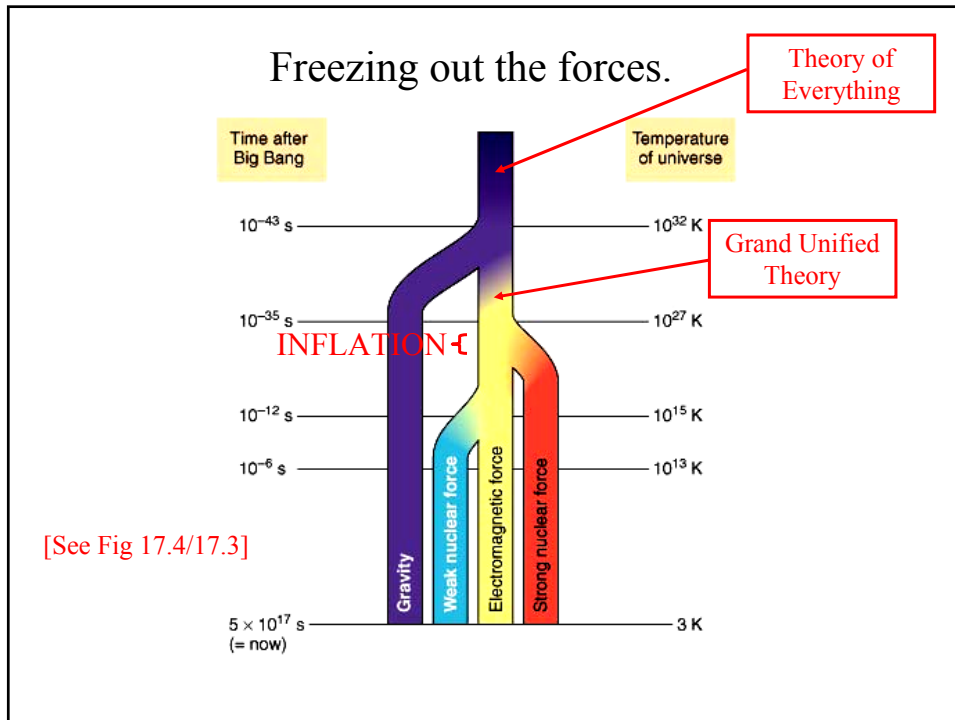 Freezing out the forces.
Theory of
Everything
Time after
Big Bang
Temperature
of universe
10⁻⁴³ s
10³² K
Grand Unified
Theory
10⁻³⁵ s
10²⁷ K
INFLATION {
10⁻¹² s
10¹⁵ K
10⁻⁶ s
10¹³ K
[See Fig 17.4/17.3]
Gravity
Weak nuclear force
Electromagnetic force
Strong nuclear force
5 × 10¹⁷ s
(= now)
3 K